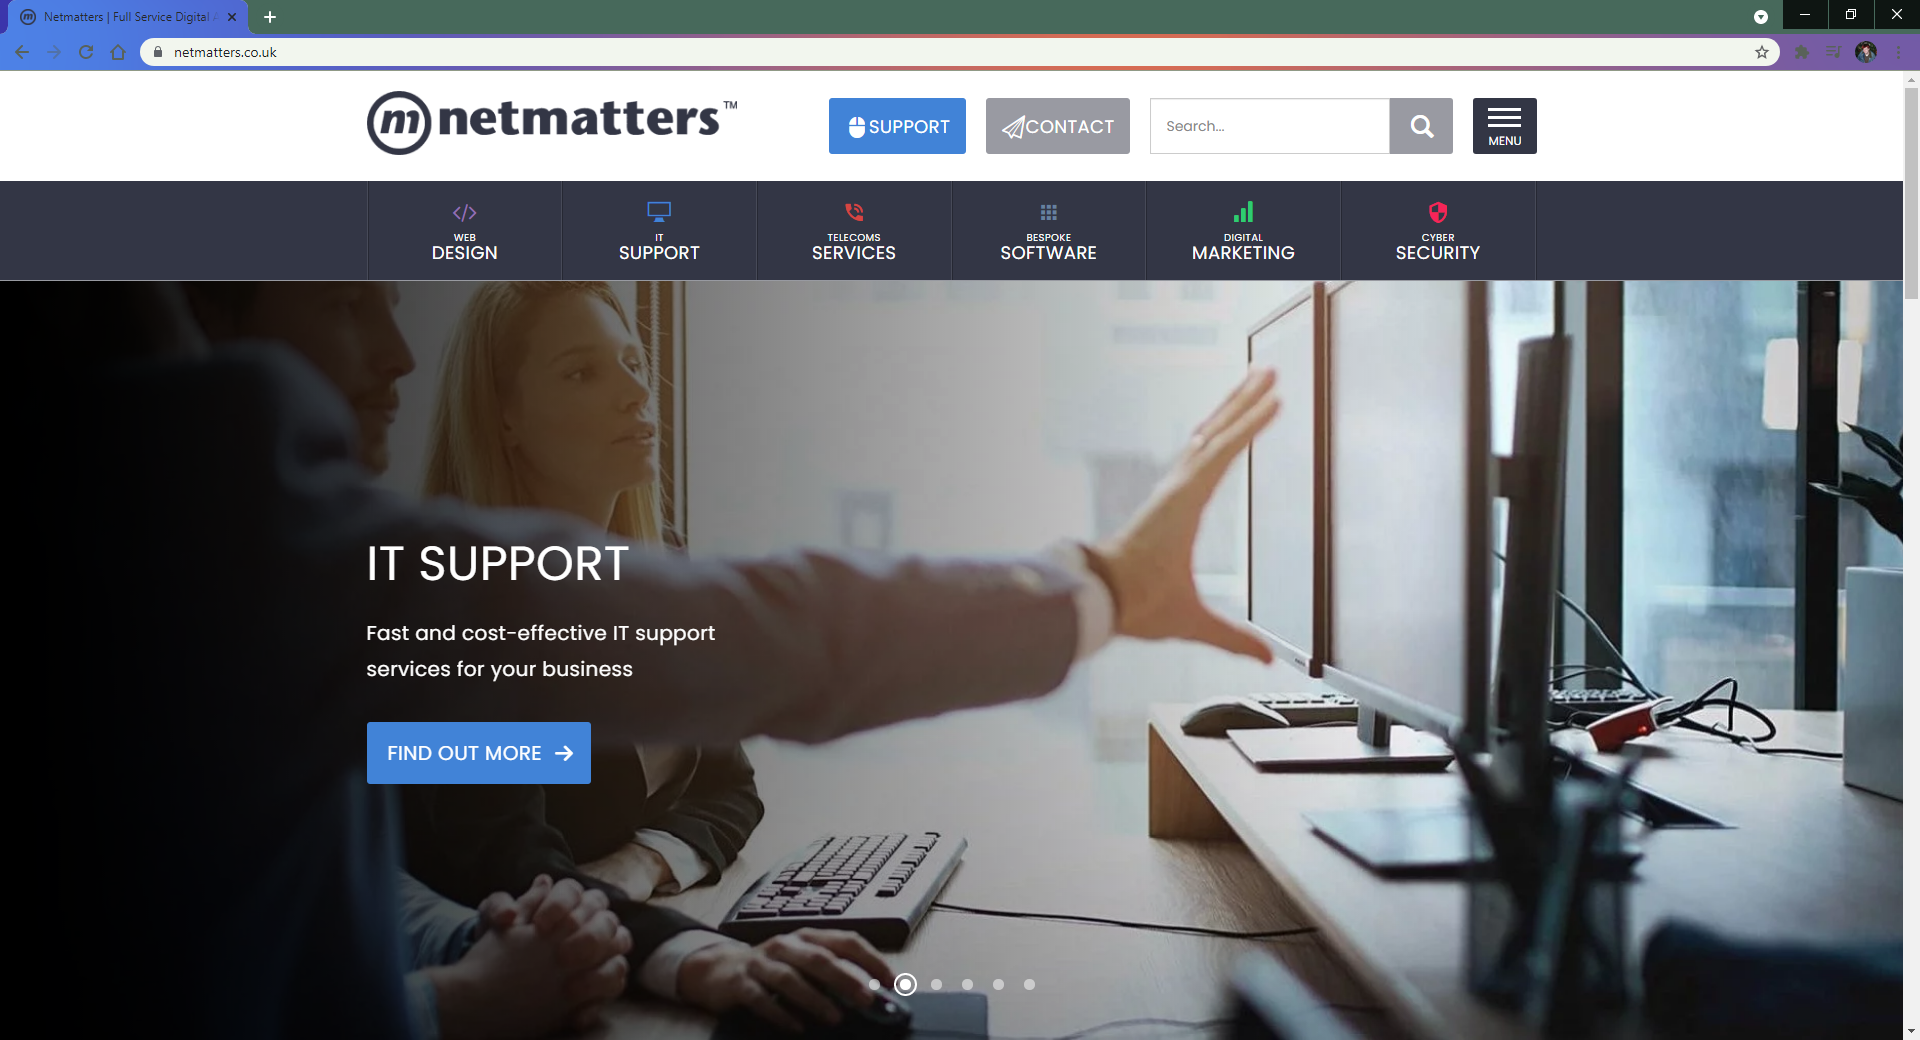 Netmatters | Full Service Digital
netmatters.co.uk
m netmatters™
SUPPORT
CONTACT
Search...
MENU
WEB
DESIGN
IT
SUPPORT
TELECOMS
SERVICES
BESPOKE
SOFTWARE
DIGITAL
MARKETING
CYBER
SECURITY
IT SUPPORT
Fast and cost-effective IT support
services for your business
FIND OUT MORE